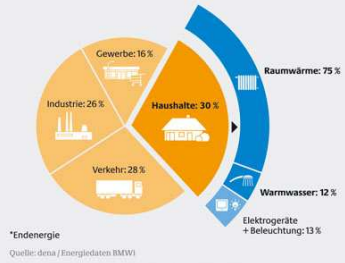 Gewerbe: 16 %
Raumwärme: 75 %
Industrie: 26 %
Haushalte: 30 %
Verkehr: 28 %
Warmwasser: 12 %
Elektrogeräte
+ Beleuchtung: 13 %
*Endenergie
Quelle: dena / Energiedaten BMWi